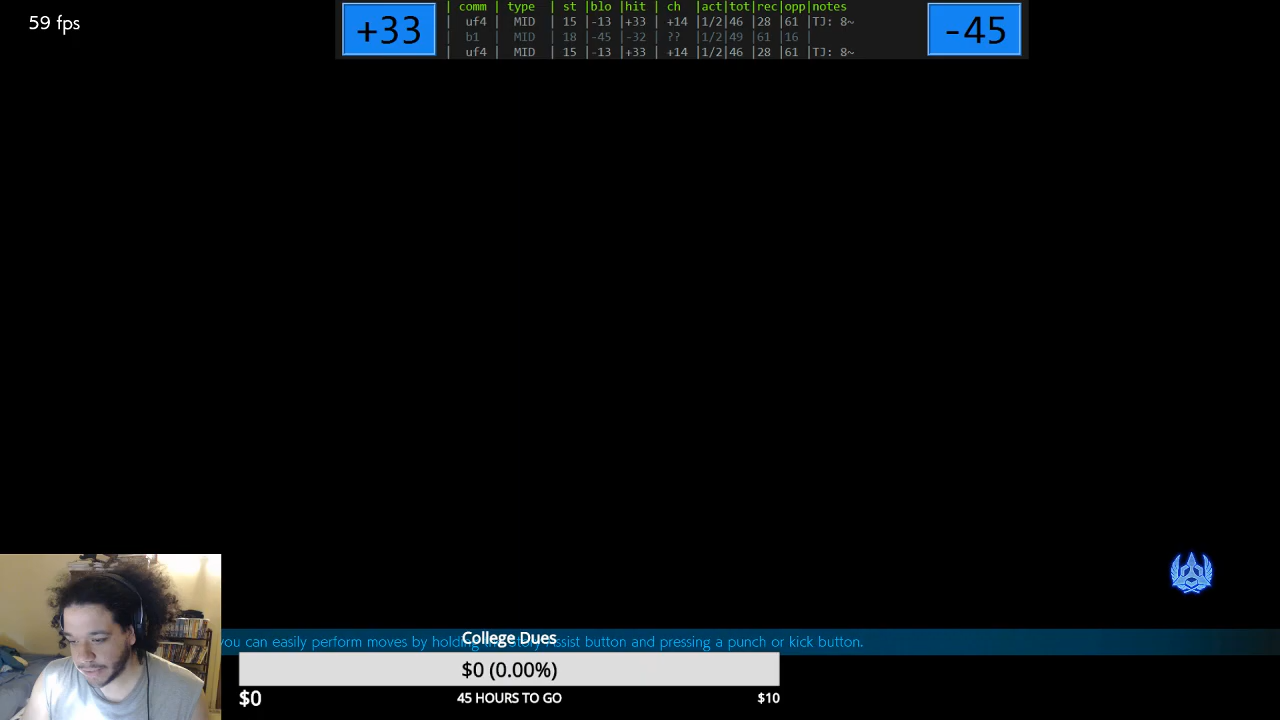 59 fps
+33
| comm | type | st |blo |hit | ch |act|tot|rec|opp|notes
| uf4 | MID | 15 |-13 |+33 | +14 |1/2|46 |28 |61 |TJ: 8~
| b1 | MID | 18 |-45 |-32 | ?? |1/2|49 |61 |16 |
| uf4 | MID | 15 |-13 |+33 | +14 |1/2|46 |28 |61 |TJ: 8~
-45
College Dues
you can easily perform moves by holding the Story Assist button and pressing a punch or kick button.
$0 (0.00%)
$0
45 HOURS TO GO
$10